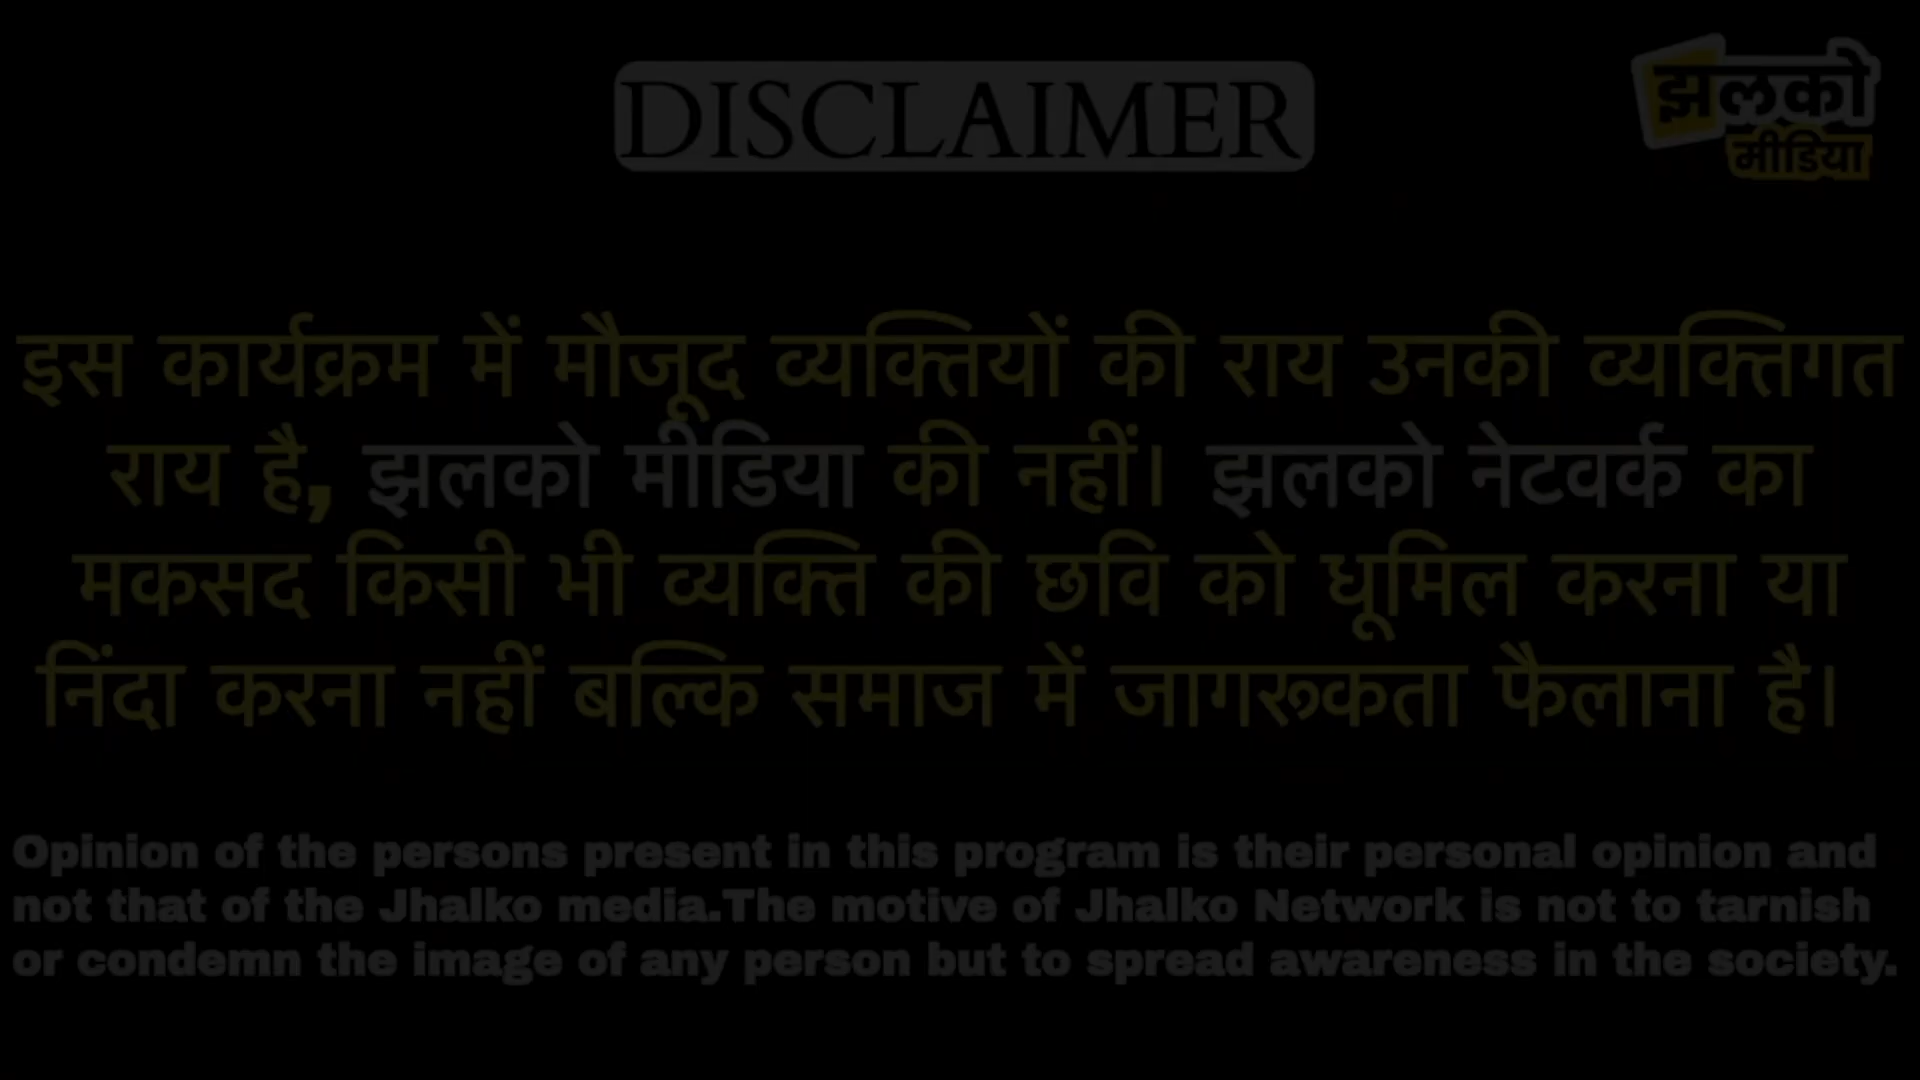 DISCLAIMER
झलको
मीडिया
इस कार्यक्रम में मौजूद व्यक्तियों की राय उनकी व्यक्तिगत
राय है, झलको मीडिया की नहीं। झलको नेटवर्क का
मकसद किसी भी व्यक्ति की छवि को धूमिल करना या
निंदा करना नहीं बल्कि समाज में जागरूकता फैलाना है।
Opinion of the persons present in this program is their personal opinion and
not that of the Jhalko media.The motive of Jhalko Network is not to tarnish
or condemn the image of any person but to spread awareness in the society.